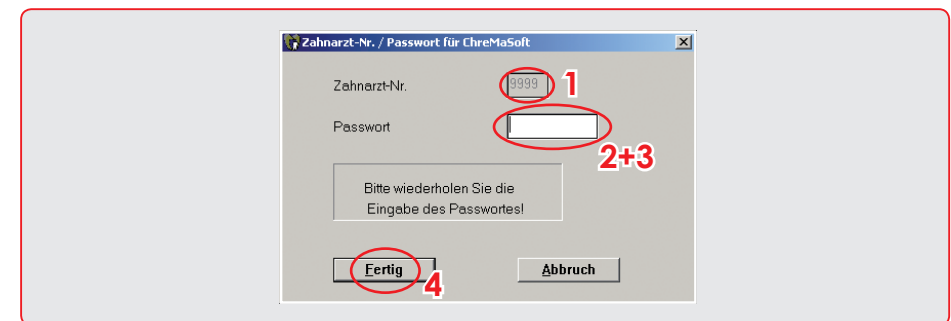 Zahnarzt-Nr. / Passwort für ChreMaSoft
Zahnarzt-Nr. 9999 1
Passwort
2+3
Bitte wiederholen Sie die
Eingabe des Passwortes!
Fertig 4 Abbruch